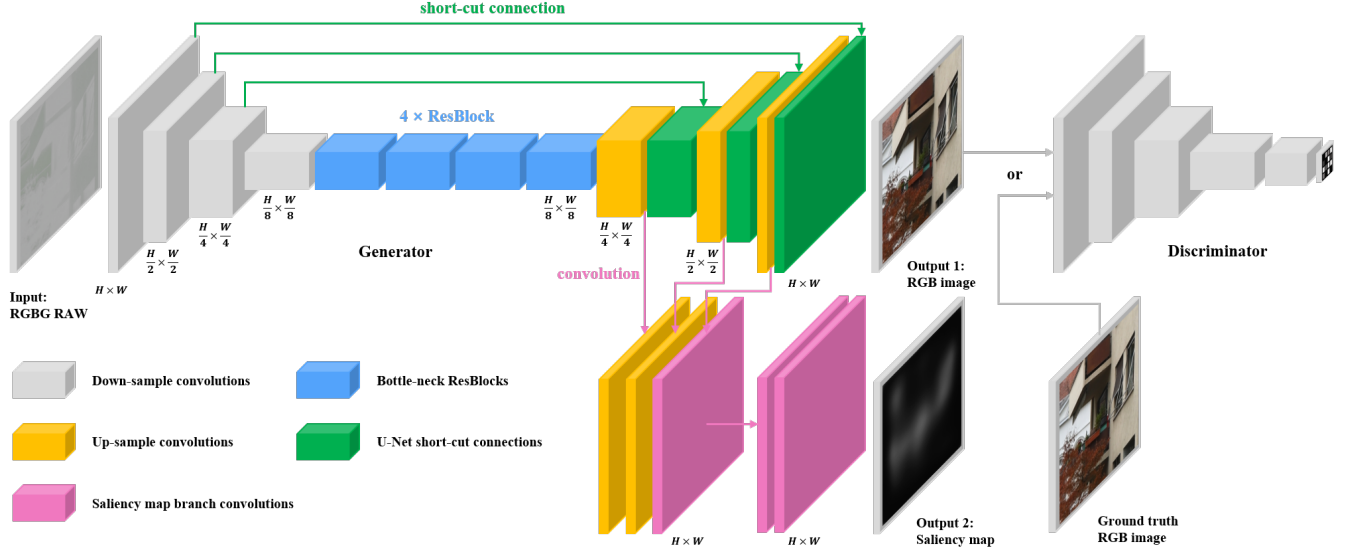 short-cut connection
4 × ResBlock
H/8 × W/8
H/8 × W/8
H/4 × W/4
H/4 × W/4
H/2 × W/2
H/2 × W/2
H × W
H × W
Generator
convolution
or
Discriminator
Input:
RGBG RAW
Output 1:
RGB image
Down-sample convolutions
Bottle-neck ResBlocks
Up-sample convolutions
U-Net short-cut connections
Saliency map branch convolutions
H × W
H × W
Output 2:
Saliency map
Ground truth
RGB image